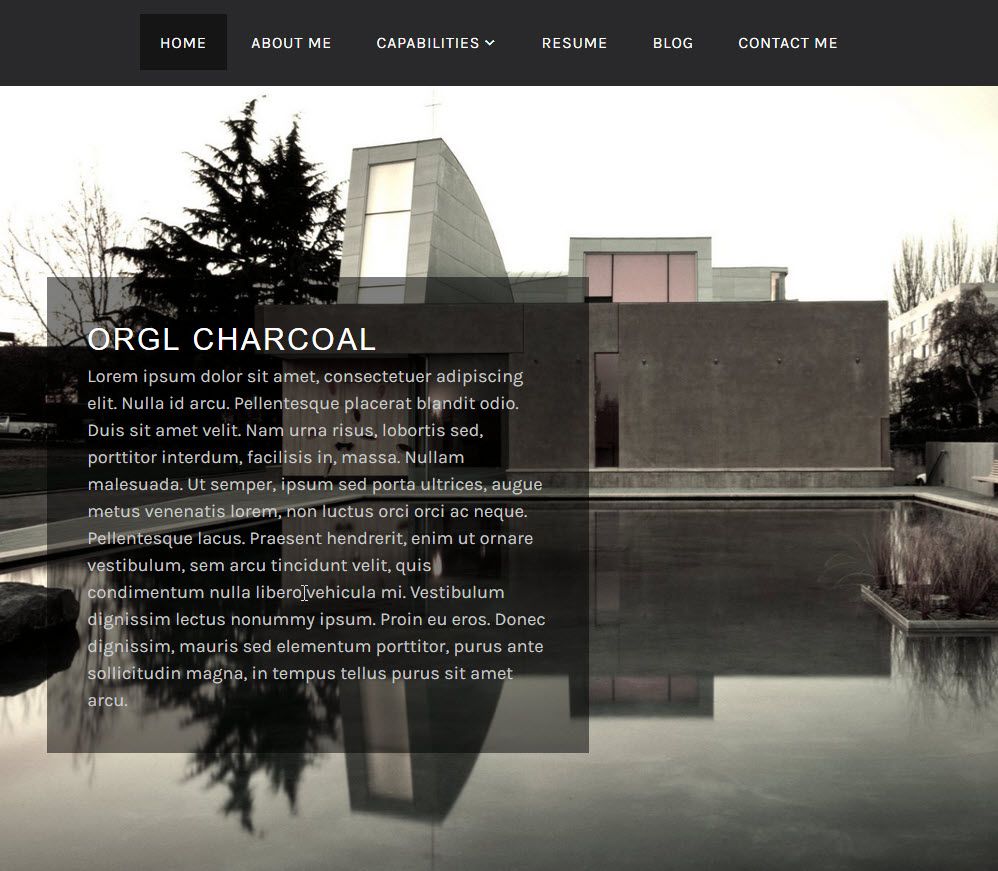 HOME ABOUT ME CAPABILITIES RESUME BLOG CONTACT ME
ORGL CHARCOAL
Lorem ipsum dolor sit amet, consectetuer adipiscing
elit. Nulla id arcu. Pellentesque placerat blandit odio.
Duis sit amet velit. Nam urna risus, lobortis sed,
porttitor interdum, facilisis in, massa. Nullam
malesuada. Ut semper, ipsum sed porta ultrices, augue
metus venenatis lorem, non luctus orci orci ac neque.
Pellentesque lacus. Praesent hendrerit, enim ut ornare
vestibulum, sem arcu tincidunt velit, quis
condimentum nulla libero vehicula mi. Vestibulum
dignissim lectus nonummy ipsum. Proin eu eros. Donec
dignissim, mauris sed elementum porttitor, purus ante
sollicitudin magna, in tempus tellus purus sit amet
arcu.